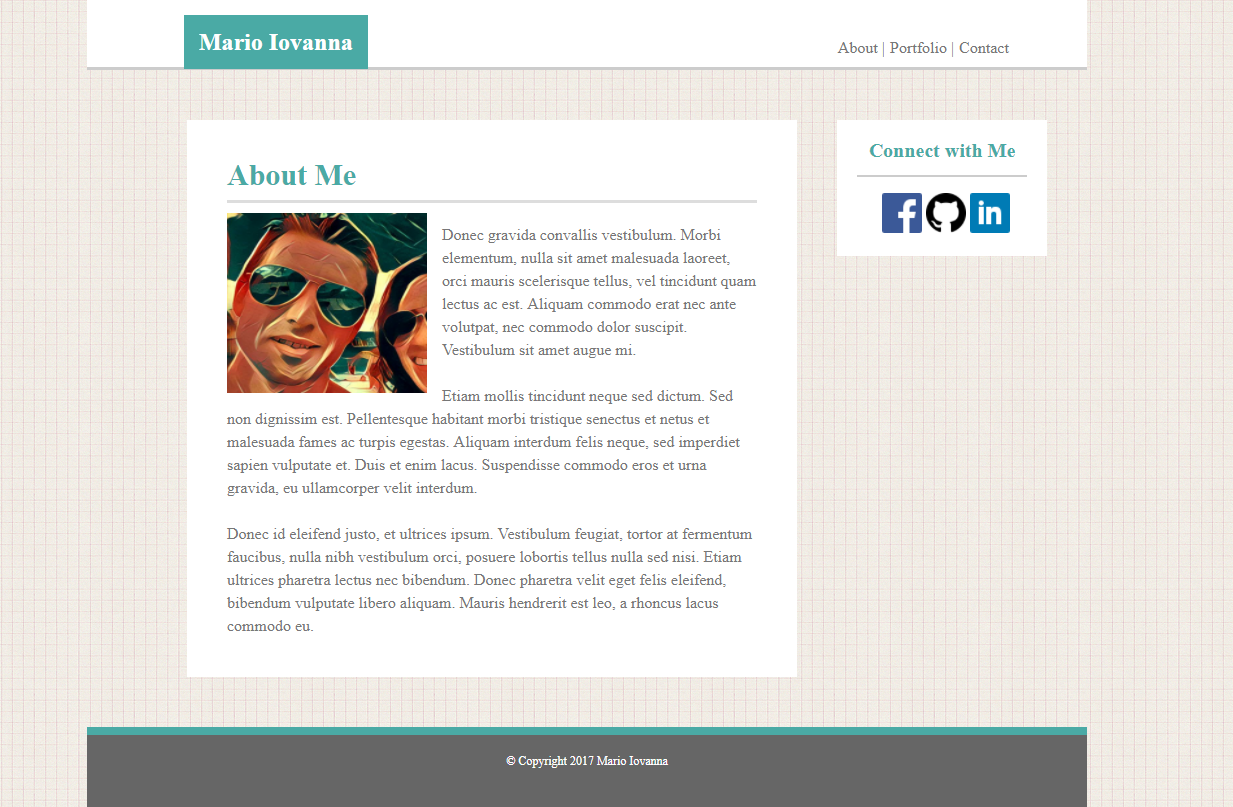 Mario Iovanna
About | Portfolio | Contact
About Me
Donec gravida convallis vestibulum. Morbi
elementum, nulla sit amet malesuada laoreet,
orci mauris scelerisque tellus, vel tincidunt quam
lectus ac est. Aliquam commodo erat nec ante
volutpat, nec commodo dolor suscipit.
Vestibulum sit amet augue mi.
Etiam mollis tincidunt neque sed dictum. Sed
non dignissim est. Pellentesque habitant morbi tristique senectus et netus et
malesuada fames ac turpis egestas. Aliquam interdum felis neque, sed imperdiet
sapien vulputate et. Duis et enim lacus. Suspendisse commodo eros et urna
gravida, eu ullamcorper velit interdum.
Donec id eleifend justo, et ultrices ipsum. Vestibulum feugiat, tortor at fermentum
faucibus, nulla nibh vestibulum orci, posuere lobortis tellus nulla sed nisi. Etiam
ultrices pharetra lectus nec bibendum. Donec pharetra velit eget felis eleifend,
bibendum vulputate libero aliquam. Mauris hendrerit est leo, a rhoncus lacus
commodo eu.
Connect with Me
f in
© Copyright 2017 Mario Iovanna